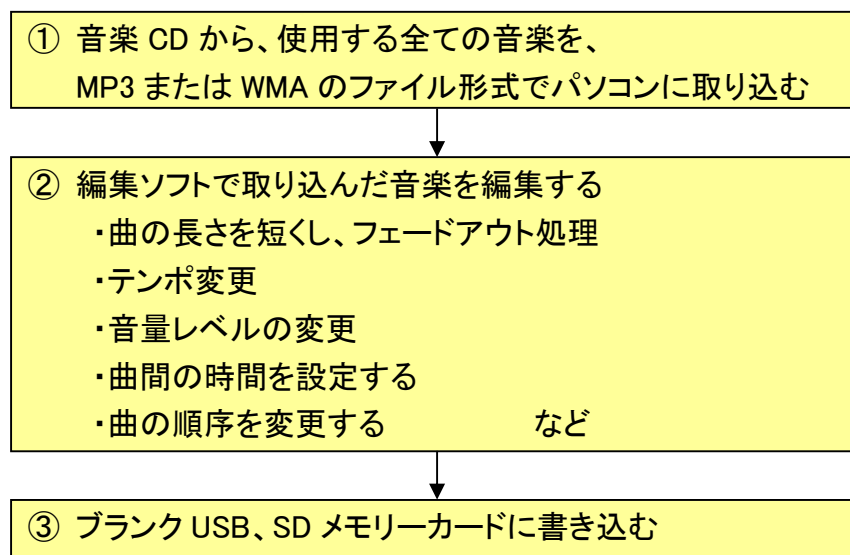 ① 音楽 CD から、使用する全ての音楽を、
MP3 または WMA のファイル形式でパソコンに取り込む
② 編集ソフトで取り込んだ音楽を編集する
・曲の長さを短くし、フェードアウト処理
・テンポ変更
・音量レベルの変更
・曲間の時間を設定する
・曲の順序を変更する など
③ ブランク USB、SD メモリーカードに書き込む